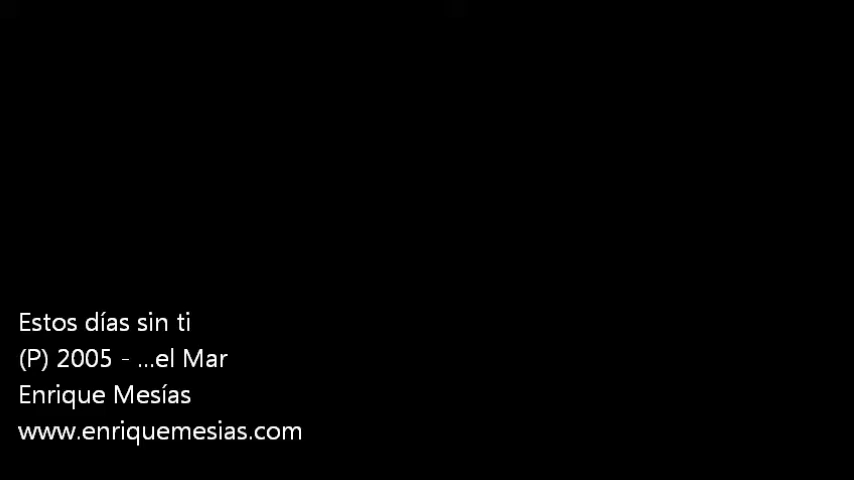 Estos días sin ti
(P) 2005 - ...el Mar
Enrique Mesías
www.enriquemesias.com